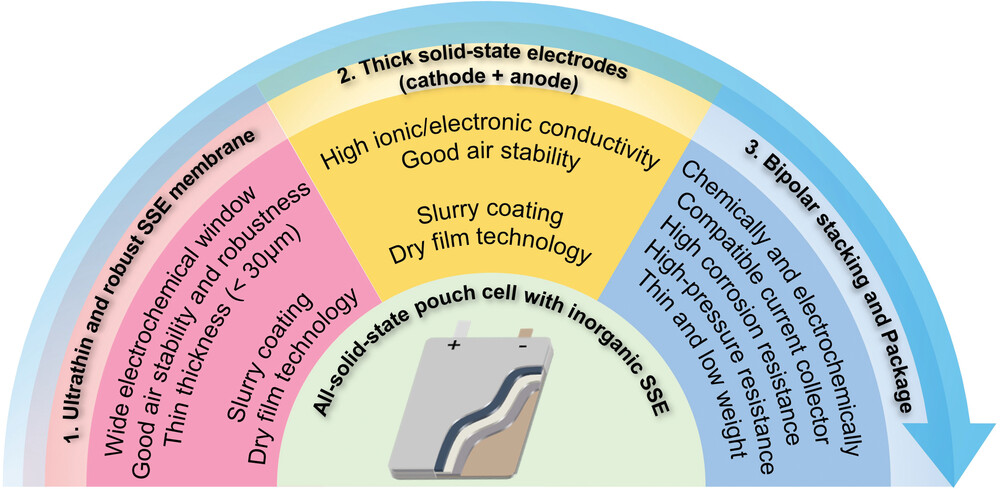 1. Ultrathin and robust SSE membrane
Wide electrochemical window
Good air stability and robustness
Thin thickness (< 30μm)
Slurry coating
Dry film technology
2. Thick solid-state electrodes
(cathode + anode)
High ionic/electronic conductivity
Good air stability
Slurry coating
Dry film technology
3. Bipolar stacking and Package
Chemically and electrochemically
Compatible current collector
High corrosion resistance
High-pressure resistance
Thin and low weight
All-solid-state pouch cell with inorganic SSE
+ -